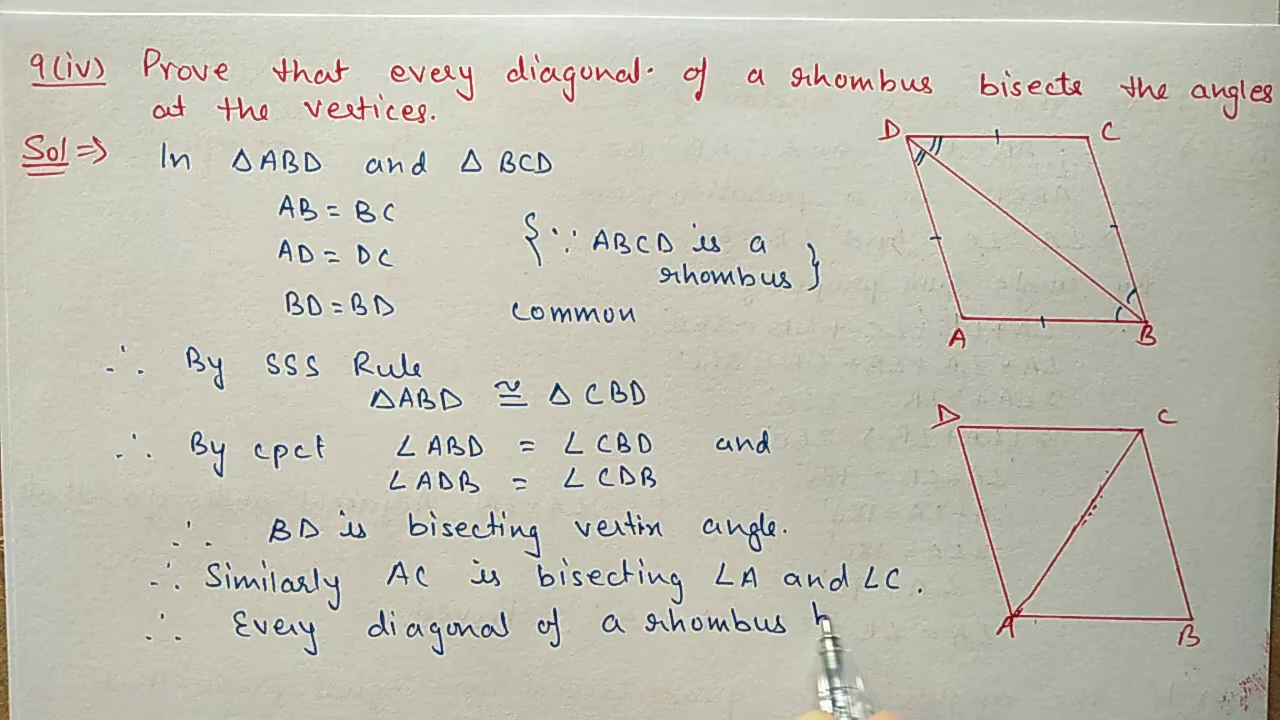 9(iv) Prove that every diagonal. of a rhombus bisects the angles
at the vertices.
Sol⇒ In △ABD and △ BCD
AB = BC
AD = DC { ∵ ABCD is a
rhombus }
BD = BD common
∴ By SSS Rule
△ABD ≅ △CBD
∴ By cpct ∠ABD = ∠CBD and
∠ADB = ∠CDB
∴ BD is bisecting vertix angle.
∴ Similarly AC is bisecting ∠A and ∠C.
∴ Every diagonal of a rhombus
D C
A B
D C
A B